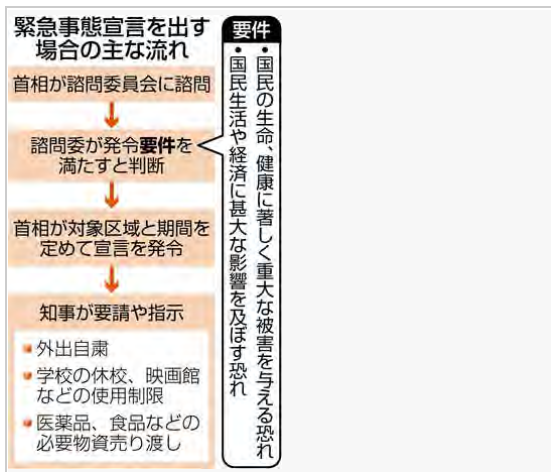 緊急事態宣言を出す
場合の主な流れ
首相が諮問委員会に諮問
諮問委が発令要件を
満たすと判断
首相が対象区域と期間を
定めて宣言を発令
知事が要請や指示
外出自粛
学校の休校、映画館
などの使用制限
医薬品、食品などの
必要物資売り渡し
要件
・国民の生命、健康に著しく重大な被害を与える恐れ
・国民生活や経済に甚大な影響を及ぼす恐れ